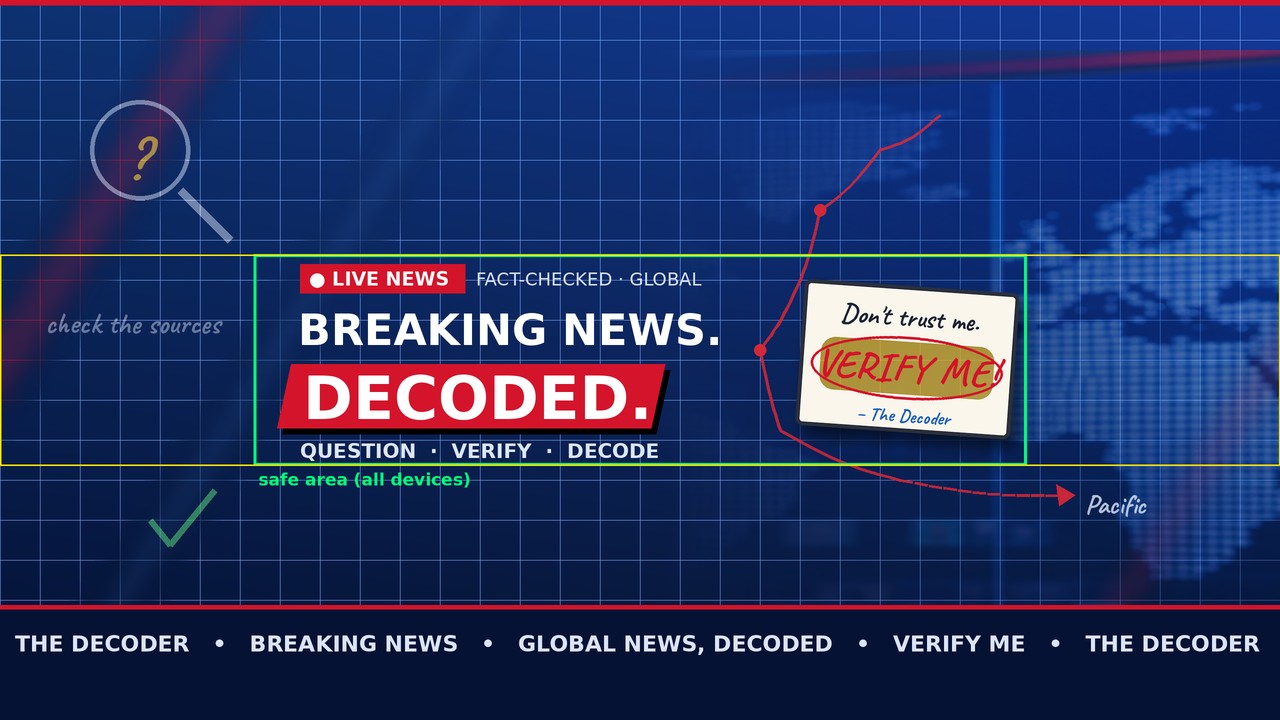 ?
LIVE NEWS FACT-CHECKED · GLOBAL
BREAKING NEWS.
DECODED.
QUESTION · VERIFY · DECODE
safe area (all devices)
check the sources
Don't trust me.
VERIFY ME!
– The Decoder
Pacific
THE DECODER • BREAKING NEWS • GLOBAL NEWS, DECODED • VERIFY ME • THE DECODER